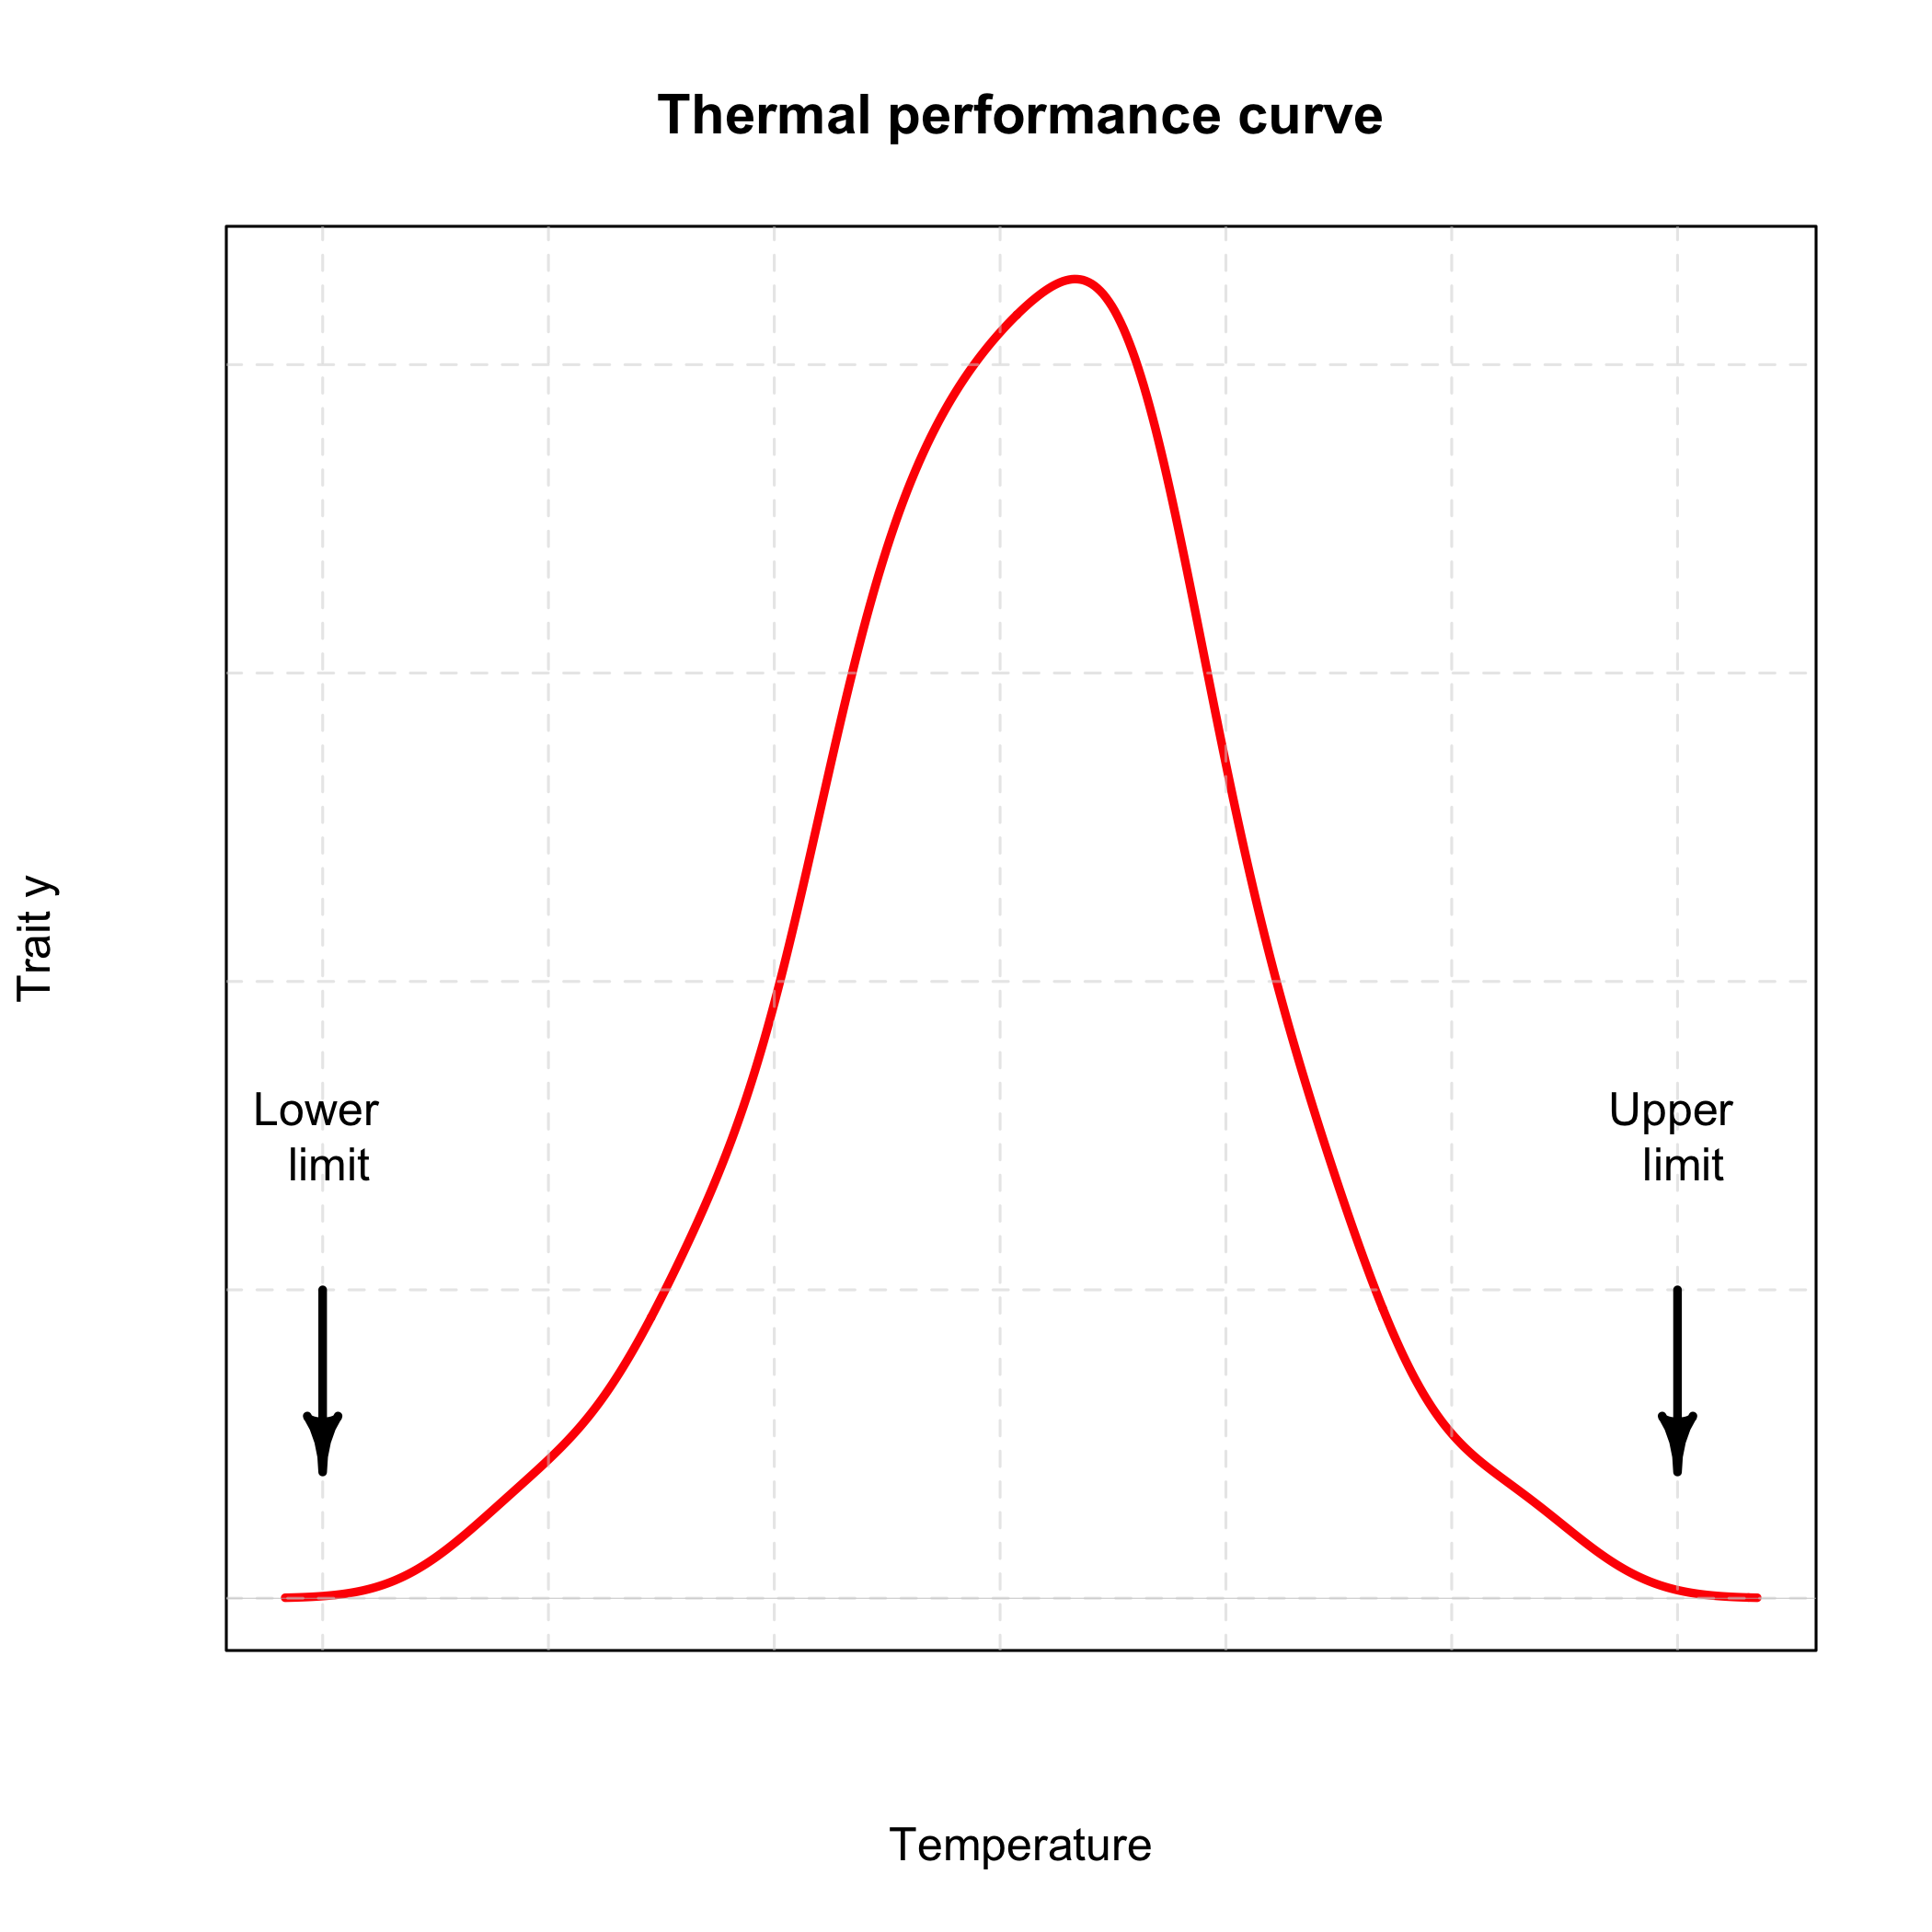 Thermal performance curve
Trait y
Lower
limit
Upper
limit
Temperature